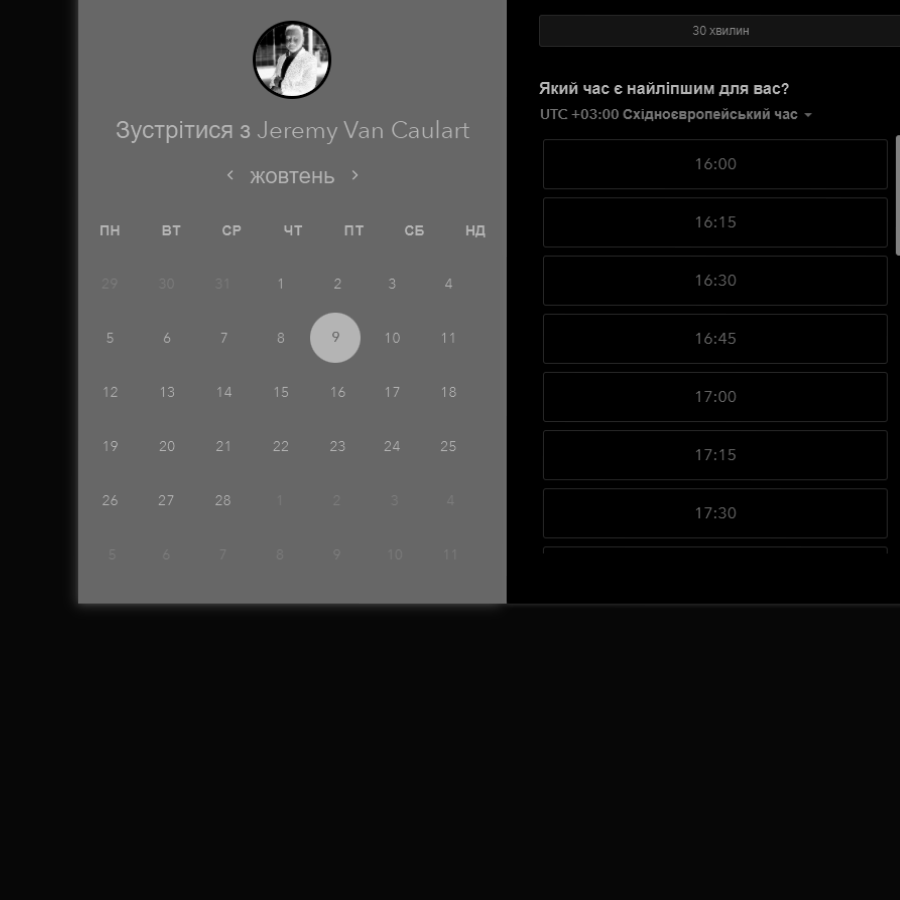 Зустрітися з Jeremy Van Caulart
жовтень
ПН ВТ СР ЧТ ПТ СБ НД
29 30 31 1 2 3 4
5 6 7 8 9 10 11
12 13 14 15 16 17 18
19 20 21 22 23 24 25
26 27 28 1 2 3 4
5 6 7 8 9 10 11
30 хвилин
Який час є найліпшим для вас?
UTC +03:00 Східноєвропейський час
16:00
16:15
16:30
16:45
17:00
17:15
17:30